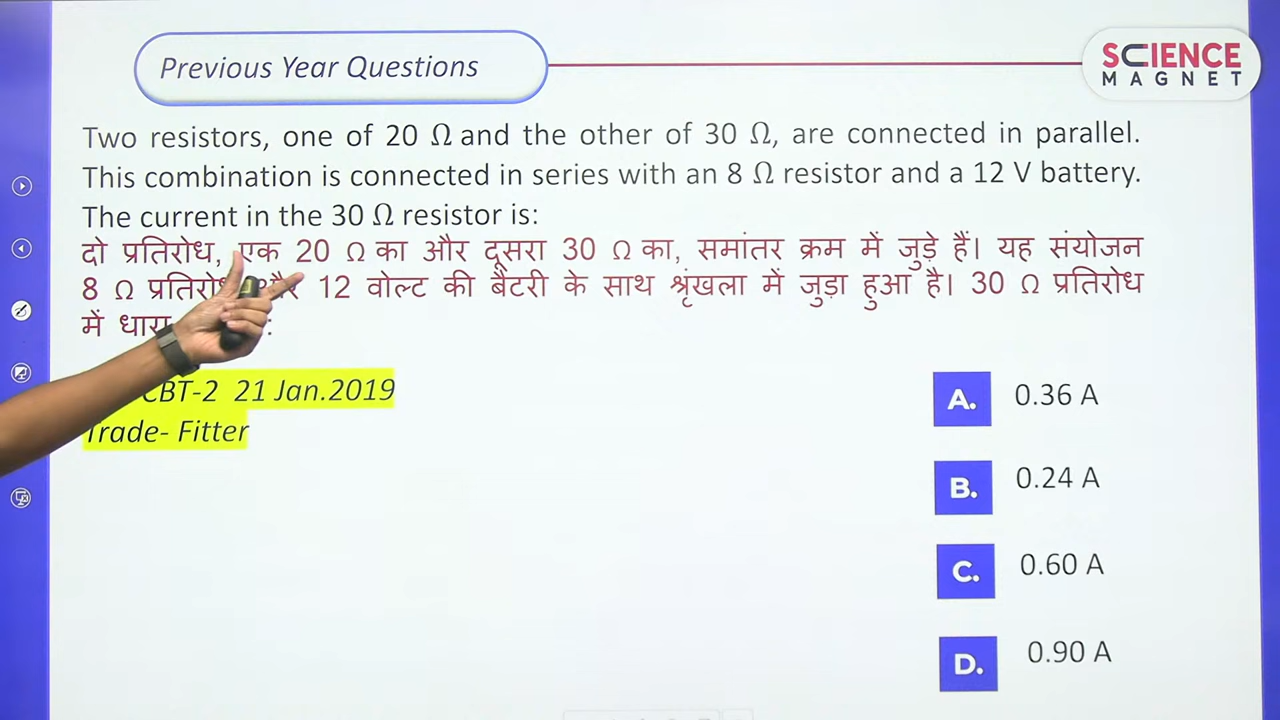 Previous Year Questions
SCIENCE
MAGNET
Two resistors, one of 20 Ω and the other of 30 Ω, are connected in parallel.
This combination is connected in series with an 8 Ω resistor and a 12 V battery.
The current in the 30 Ω resistor is:
दो प्रतिरोध, एक 20 Ω का और दूसरा 30 Ω का, समांतर क्रम में जुड़े हैं। यह संयोजन
8 Ω 12 वोल्ट की बैटरी के साथ श्रृंखला में जुड़ा हुआ है। 30 Ω प्रतिरोध
में :
CBT-2 21 Jan.2019
Trade- Fitter
A. 0.36 A
B. 0.24 A
C. 0.60 A
D. 0.90 A